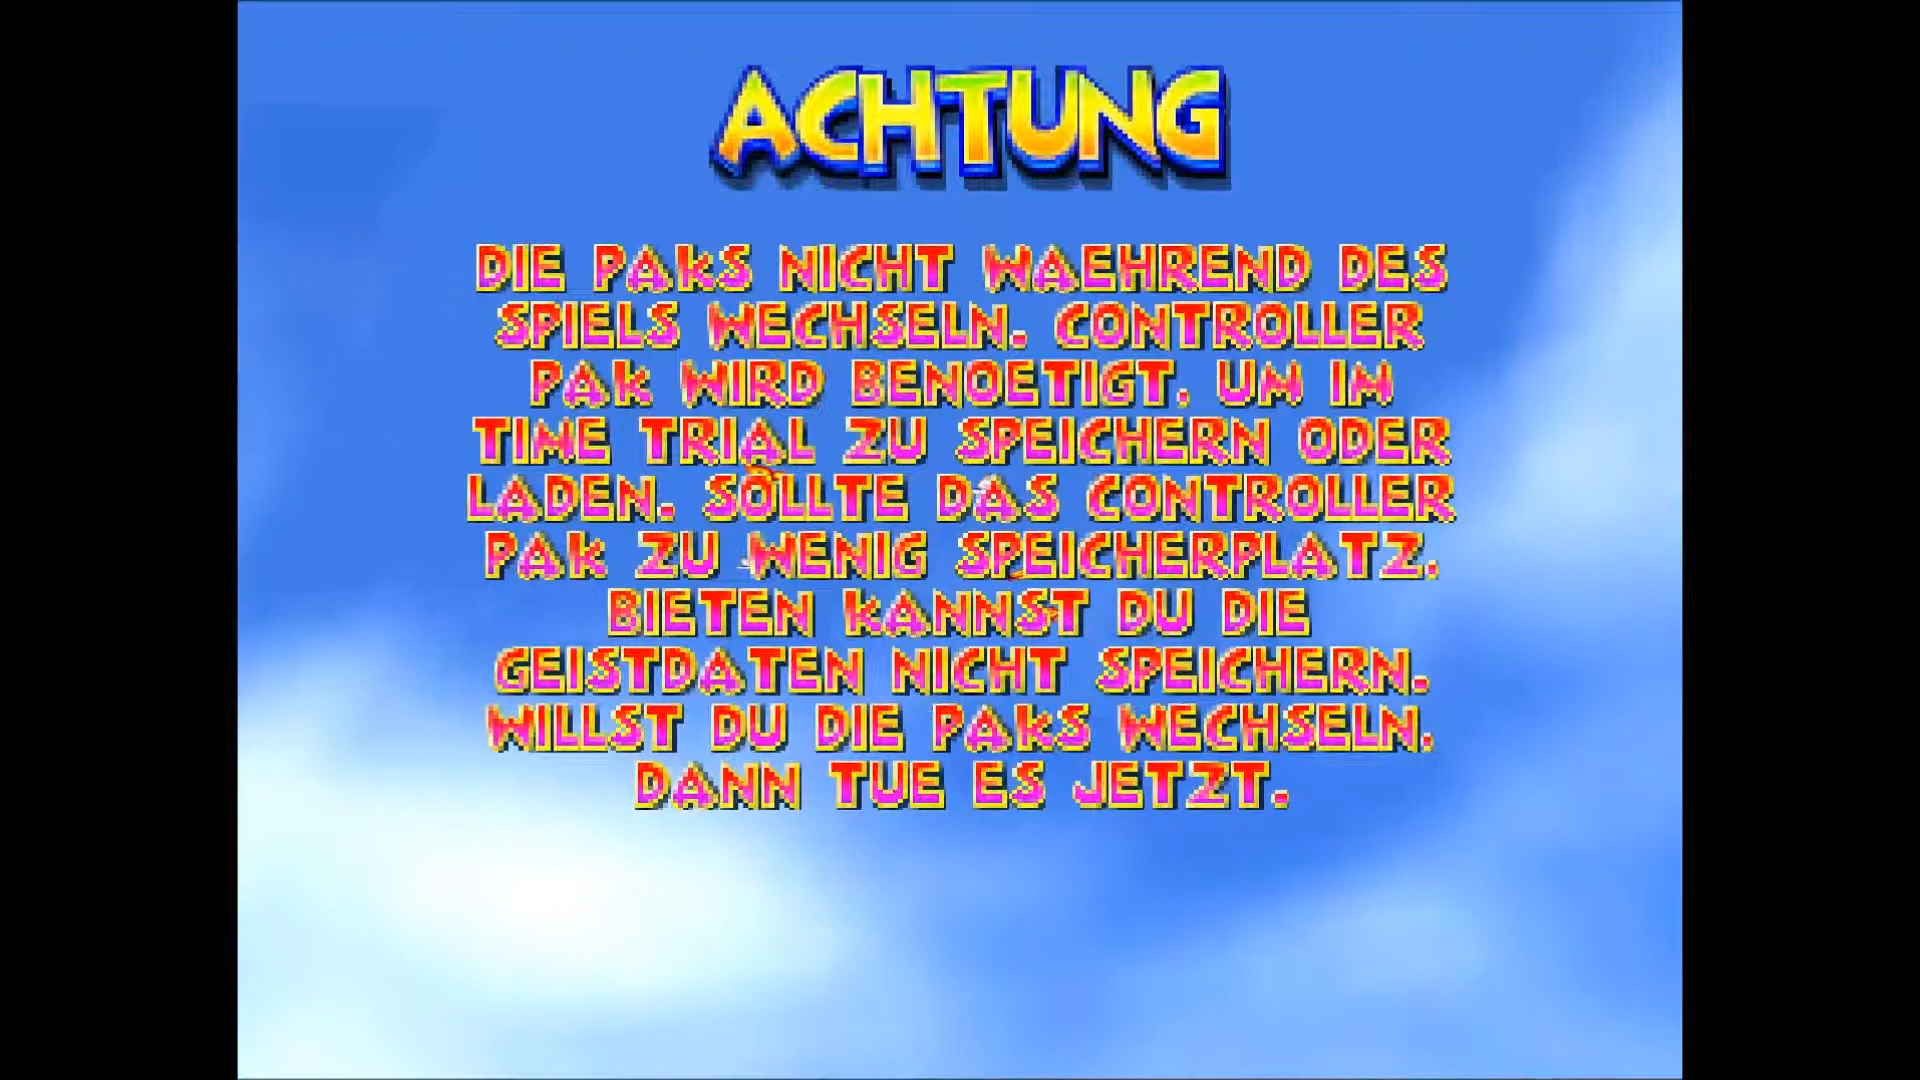 ACHTUNG
DIE PAKS NICHT WAEHREND DES
SPIELS WECHSELN. CONTROLLER
PAK WIRD BENOETIGT, UM IM
TIME TRIAL ZU SPEICHERN ODER
LADEN. SOLLTE DAS CONTROLLER
PAK ZU WENIG SPEICHERPLATZ,
BIETEN KANNST DU DIE
GEISTDATEN NICHT SPEICHERN.
WILLST DU DIE PAKS WECHSELN,
DANN TUE ES JETZT.